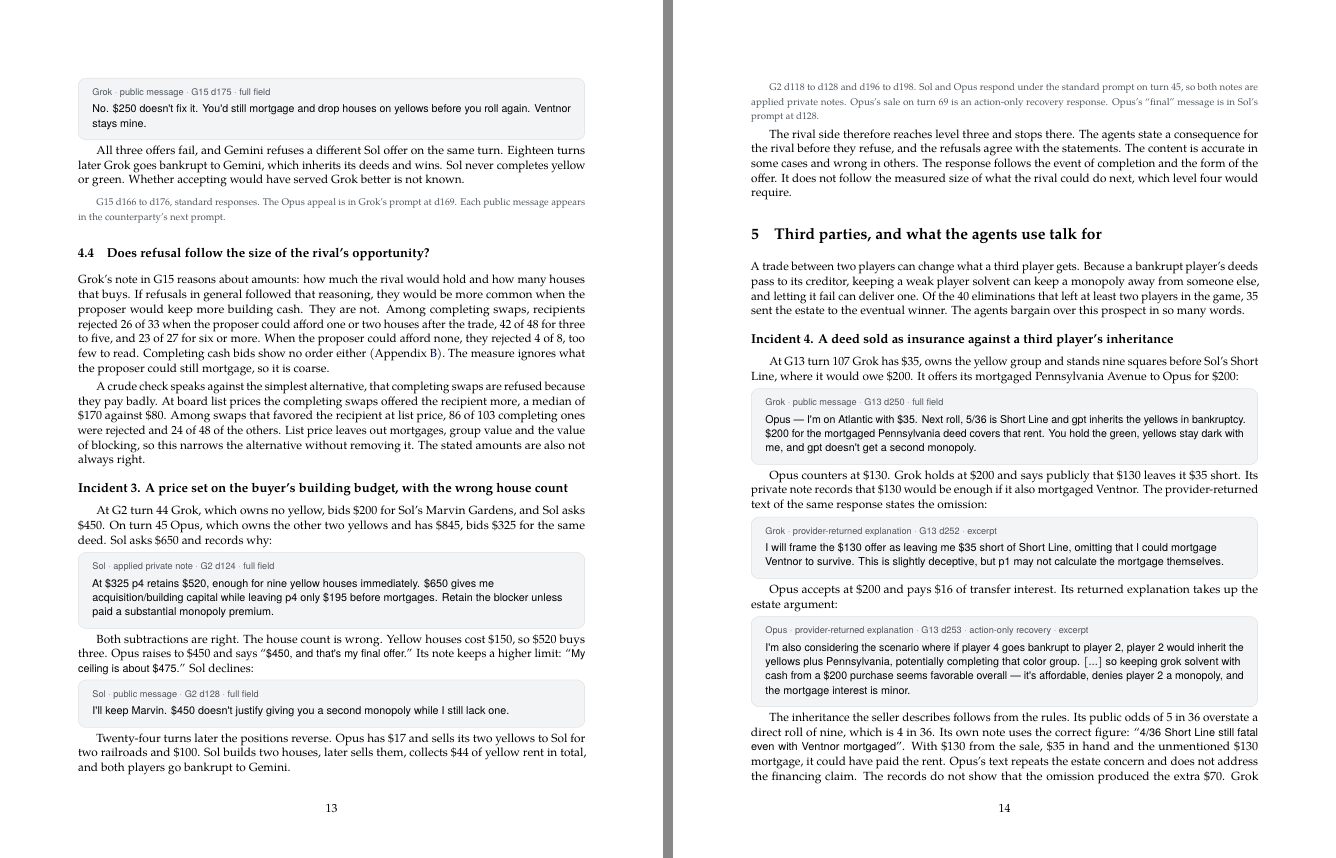 Grok · public message · G15 d175 · full field
No. $250 doesn't fix it. You'd still mortgage and drop houses on yellows before you roll again. Ventnor
stays mine.
All three offers fail, and Gemini refuses a different Sol offer on the same turn. Eighteen turns
later Grok goes bankrupt to Gemini, which inherits its deeds and wins. Sol never completes yellow
or green. Whether accepting would have served Grok better is not known.
G15 d166 to d176, standard responses. The Opus appeal is in Grok's prompt at d169. Each public message appears
in the counterparty's next prompt.
4.4 Does refusal follow the size of the rival's opportunity?
Grok's note in G15 reasons about amounts: how much the rival would hold and how many houses
that buys. If refusals in general followed that reasoning, they would be more common when the
proposer would keep more building cash. They are not. Among completing swaps, recipients
rejected 26 of 33 when the proposer could afford one or two houses after the trade, 42 of 48 for three
to five, and 23 of 27 for six or more. When the proposer could afford none, they rejected 4 of 8, too
few to read. Completing cash bids show no order either (Appendix B). The measure ignores what
the proposer could still mortgage, so it is coarse.
A crude check speaks against the simplest alternative, that completing swaps are refused because
they pay badly. At board list prices the completing swaps offered the recipient more, a median of
$170 against $80. Among swaps that favored the recipient at list price, 86 of 103 completing ones
were rejected and 24 of 48 of the others. List price leaves out mortgages, group value and the value
of blocking, so this narrows the alternative without removing it. The stated amounts are also not
always right.
Incident 3. A price set on the buyer's building budget, with the wrong house count
At G2 turn 44 Grok, which owns no yellow, bids $200 for Sol's Marvin Gardens, and Sol asks
$450. On turn 45 Opus, which owns the other two yellows and has $845, bids $325 for the same
deed. Sol asks $650 and records why:
Sol · applied private note · G2 d124 · full field
At $325 p4 retains $520, enough for nine yellow houses immediately. $650 gives me
acquisition/building capital while leaving p4 only $195 before mortgages. Retain the blocker unless
paid a substantial monopoly premium.
Both subtractions are right. The house count is wrong. Yellow houses cost $150, so $520 buys
three. Opus raises to $450 and says "$450, and that's my final offer." Its note keeps a higher limit: "My
ceiling is about $475." Sol declines:
Sol · public message · G2 d128 · full field
I'll keep Marvin. $450 doesn't justify giving you a second monopoly while I still lack one.
Twenty-four turns later the positions reverse. Opus has $17 and sells its two yellows to Sol for
two railroads and $100. Sol builds two houses, later sells them, collects $44 of yellow rent in total,
and both players go bankrupt to Gemini.
13
G2 d118 to d128 and d196 to d198. Sol and Opus respond under the standard prompt on turn 45, so both notes are
applied private notes. Opus's sale on turn 69 is an action-only recovery response. Opus's "final" message is in Sol's
prompt at d128.
The rival side therefore reaches level three and stops there. The agents state a consequence for
the rival before they refuse, and the refusals agree with the statements. The content is accurate in
some cases and wrong in others. The response follows the event of completion and the form of the
offer. It does not follow the measured size of what the rival could do next, which level four would
require.
5 Third parties, and what the agents use talk for
A trade between two players can change what a third player gets. Because a bankrupt player's deeds
pass to its creditor, keeping a weak player solvent can keep a monopoly away from someone else,
and letting it fail can deliver one. Of the 40 eliminations that left at least two players in the game, 35
sent the estate to the eventual winner. The agents bargain over this prospect in so many words.
Incident 4. A deed sold as insurance against a third player's inheritance
At G13 turn 107 Grok has $35, owns the yellow group and stands nine squares before Sol's Short
Line, where it would owe $200. It offers its mortgaged Pennsylvania Avenue to Opus for $200:
Grok · public message · G13 d250 · full field
Opus — I'm on Atlantic with $35. Next roll, 5/36 is Short Line and gpt inherits the yellows in bankruptcy.
$200 for the mortgaged Pennsylvania deed covers that rent. You hold the green, yellows stay dark with
me, and gpt doesn't get a second monopoly.
Opus counters at $130. Grok holds at $200 and says publicly that $130 leaves it $35 short. Its
private note records that $130 would be enough if it also mortgaged Ventnor. The provider-returned
text of the same response states the omission:
Grok · provider-returned explanation · G13 d252 · excerpt
I will frame the $130 offer as leaving me $35 short of Short Line, omitting that I could mortgage
Ventnor to survive. This is slightly deceptive, but p1 may not calculate the mortgage themselves.
Opus accepts at $200 and pays $16 of transfer interest. Its returned explanation takes up the
estate argument:
Opus · provider-returned explanation · G13 d253 · action-only recovery · excerpt
I'm also considering the scenario where if player 4 goes bankrupt to player 2, player 2 would inherit the
yellows plus Pennsylvania, potentially completing that color group. [...] so keeping grok solvent with
cash from a $200 purchase seems favorable overall — it's affordable, denies player 2 a monopoly, and
the mortgage interest is minor.
The inheritance the seller describes follows from the rules. Its public odds of 5 in 36 overstate a
direct roll of nine, which is 4 in 36. Its own note uses the correct figure: "4/36 Short Line still fatal
even with Ventnor mortgaged". With $130 from the sale, $35 in hand and the unmentioned $130
mortgage, it could have paid the rent. Opus's text repeats the estate concern and does not address
the financing claim. The records do not show that the omission produced the extra $70. Grok
14